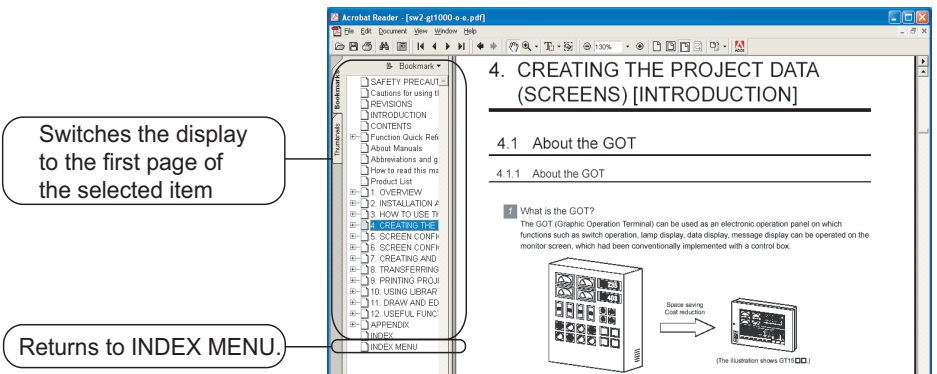 Acrobat Reader - [sw2-gt1000-o-e.pdf]
File Edit Document View Window Help
130%
Bookmark
Bookmark
Thumbnails
SAFETY PRECAUT
Cautions for using tl
REVISIONS
INTRODUCTION
CONTENTS
Function Quick Refe
About Manuals
Abbreviations and g
How to read this ma
Product List
1. OVERVIEW
2. INSTALLATION A
3. HOW TO USE TH
4. CREATING THE
5. SCREEN CONFI
6. SCREEN CONFI
7. CREATING AND
8. TRANSFERRING
9. PRINTING PROJ
10. USING LIBRAR
11. DRAW AND ED
12. USEFUL FUNC
APPENDIX
INDEX
INDEX MENU
Switches the display
to the first page of
the selected item
Returns to INDEX MENU.
4. CREATING THE PROJECT DATA
(SCREENS) [INTRODUCTION]
4.1 About the GOT
4.1.1 About the GOT
1 What is the GOT?
The GOT (Graphic Operation Terminal) can be used as an electronic operation panel on which
functions such as switch operation, lamp display, data display, message display can be operated on the
monitor screen, which had been conventionally implemented with a control box.
Space saving
Cost reduction
(The illustration shows GT15□□.)